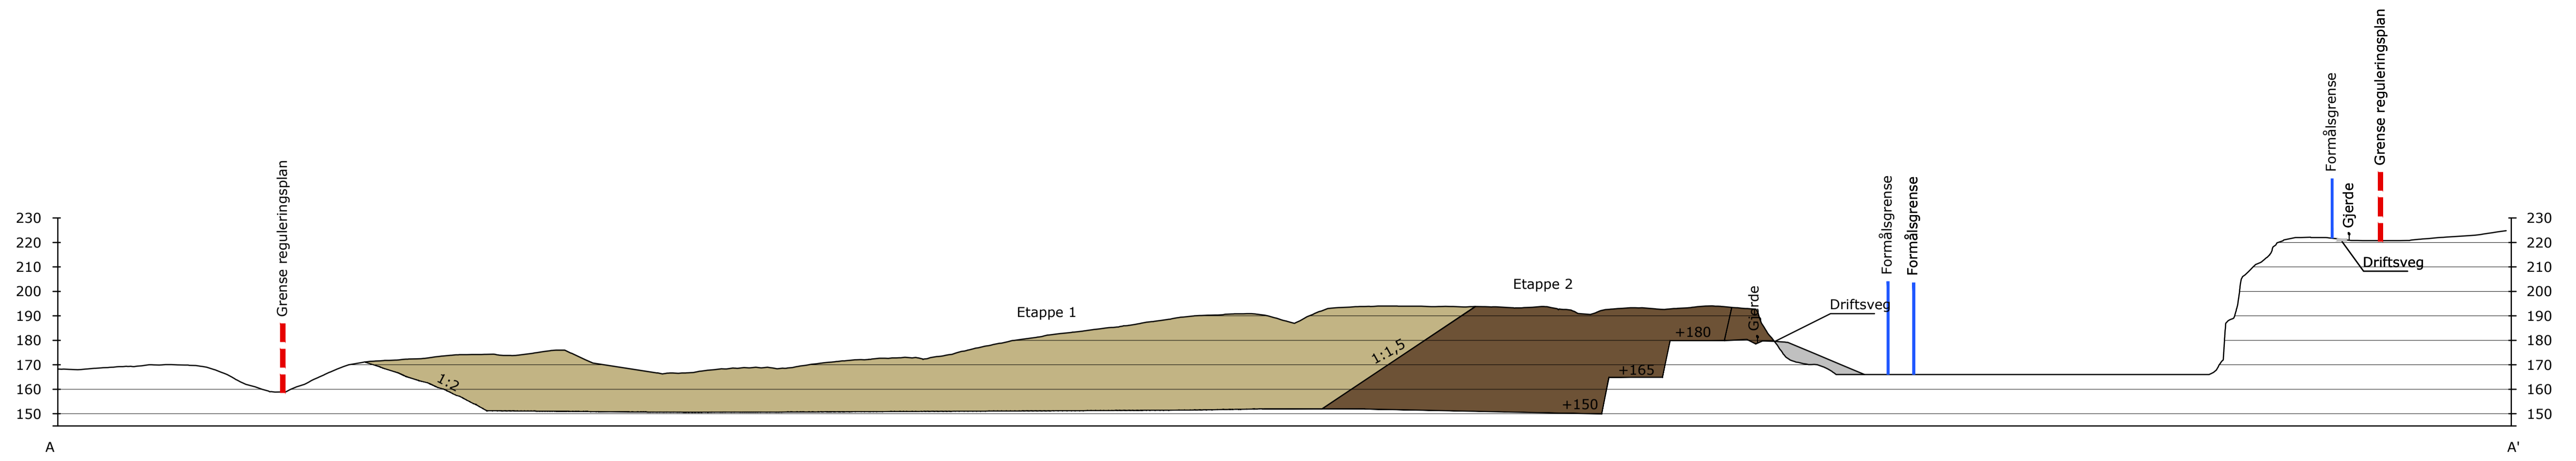 Grense reguleringsplan
Formålsgrense
Grense reguleringsplan
Formålsgrense
Formålsgrense
Gjerde
230
220
210
200
190
180
170
160
150
Etappe 1
Etappe 2
Gjerde
Driftsveg
Driftsveg
1:2
1:1,5
+180
+165
+150
230
220
210
200
190
180
170
160
150
A
A'